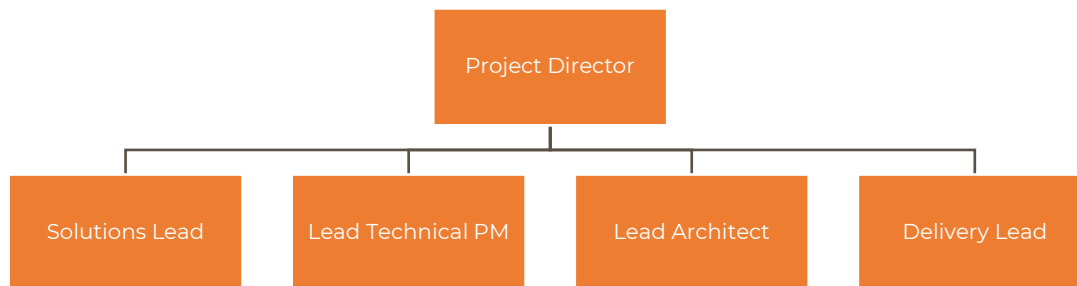 Project Director
Solutions Lead
Lead Technical PM
Lead Architect
Delivery Lead